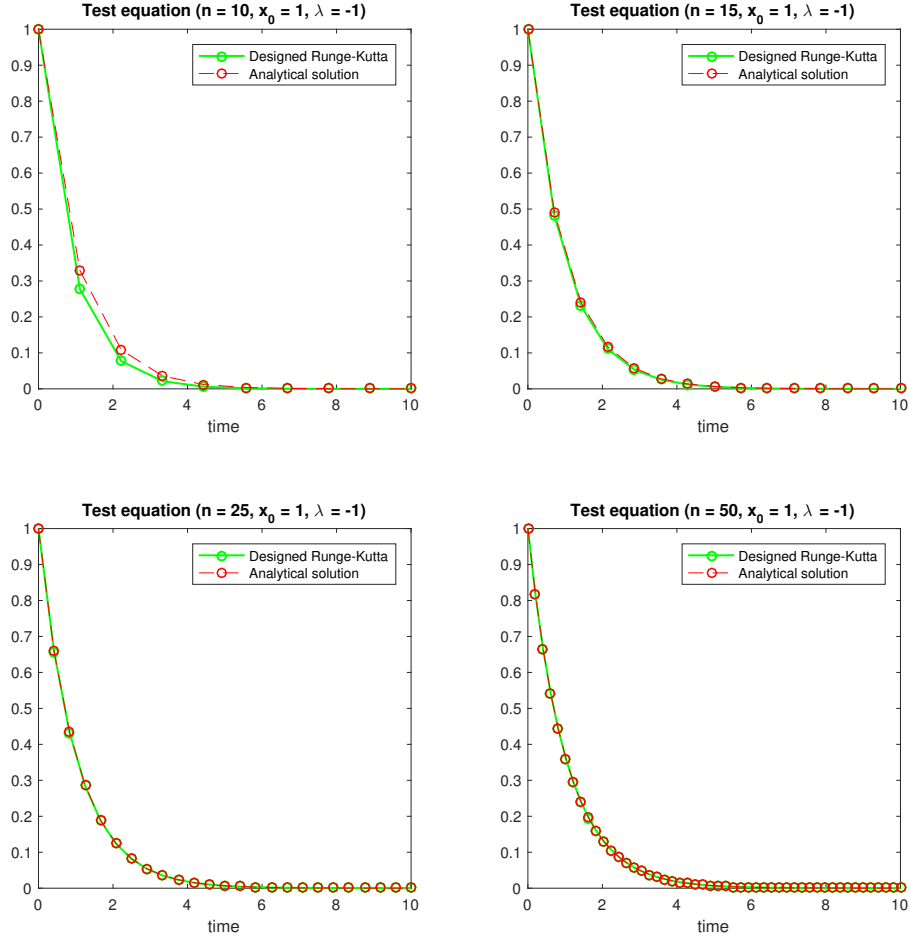 Test equation (n = 10, x0 = 1, λ = -1)
1
0.9
0.8
0.7
0.6
0.5
0.4
0.3
0.2
0.1
0
Designed Runge-Kutta
Analytical solution
0 2 4 6 8 10
time
Test equation (n = 15, x0 = 1, λ = -1)
1
0.9
0.8
0.7
0.6
0.5
0.4
0.3
0.2
0.1
0
Designed Runge-Kutta
Analytical solution
0 2 4 6 8 10
time
Test equation (n = 25, x0 = 1, λ = -1)
1
0.9
0.8
0.7
0.6
0.5
0.4
0.3
0.2
0.1
0
Designed Runge-Kutta
Analytical solution
0 2 4 6 8 10
time
Test equation (n = 50, x0 = 1, λ = -1)
1
0.9
0.8
0.7
0.6
0.5
0.4
0.3
0.2
0.1
0
Designed Runge-Kutta
Analytical solution
0 2 4 6 8 10
time